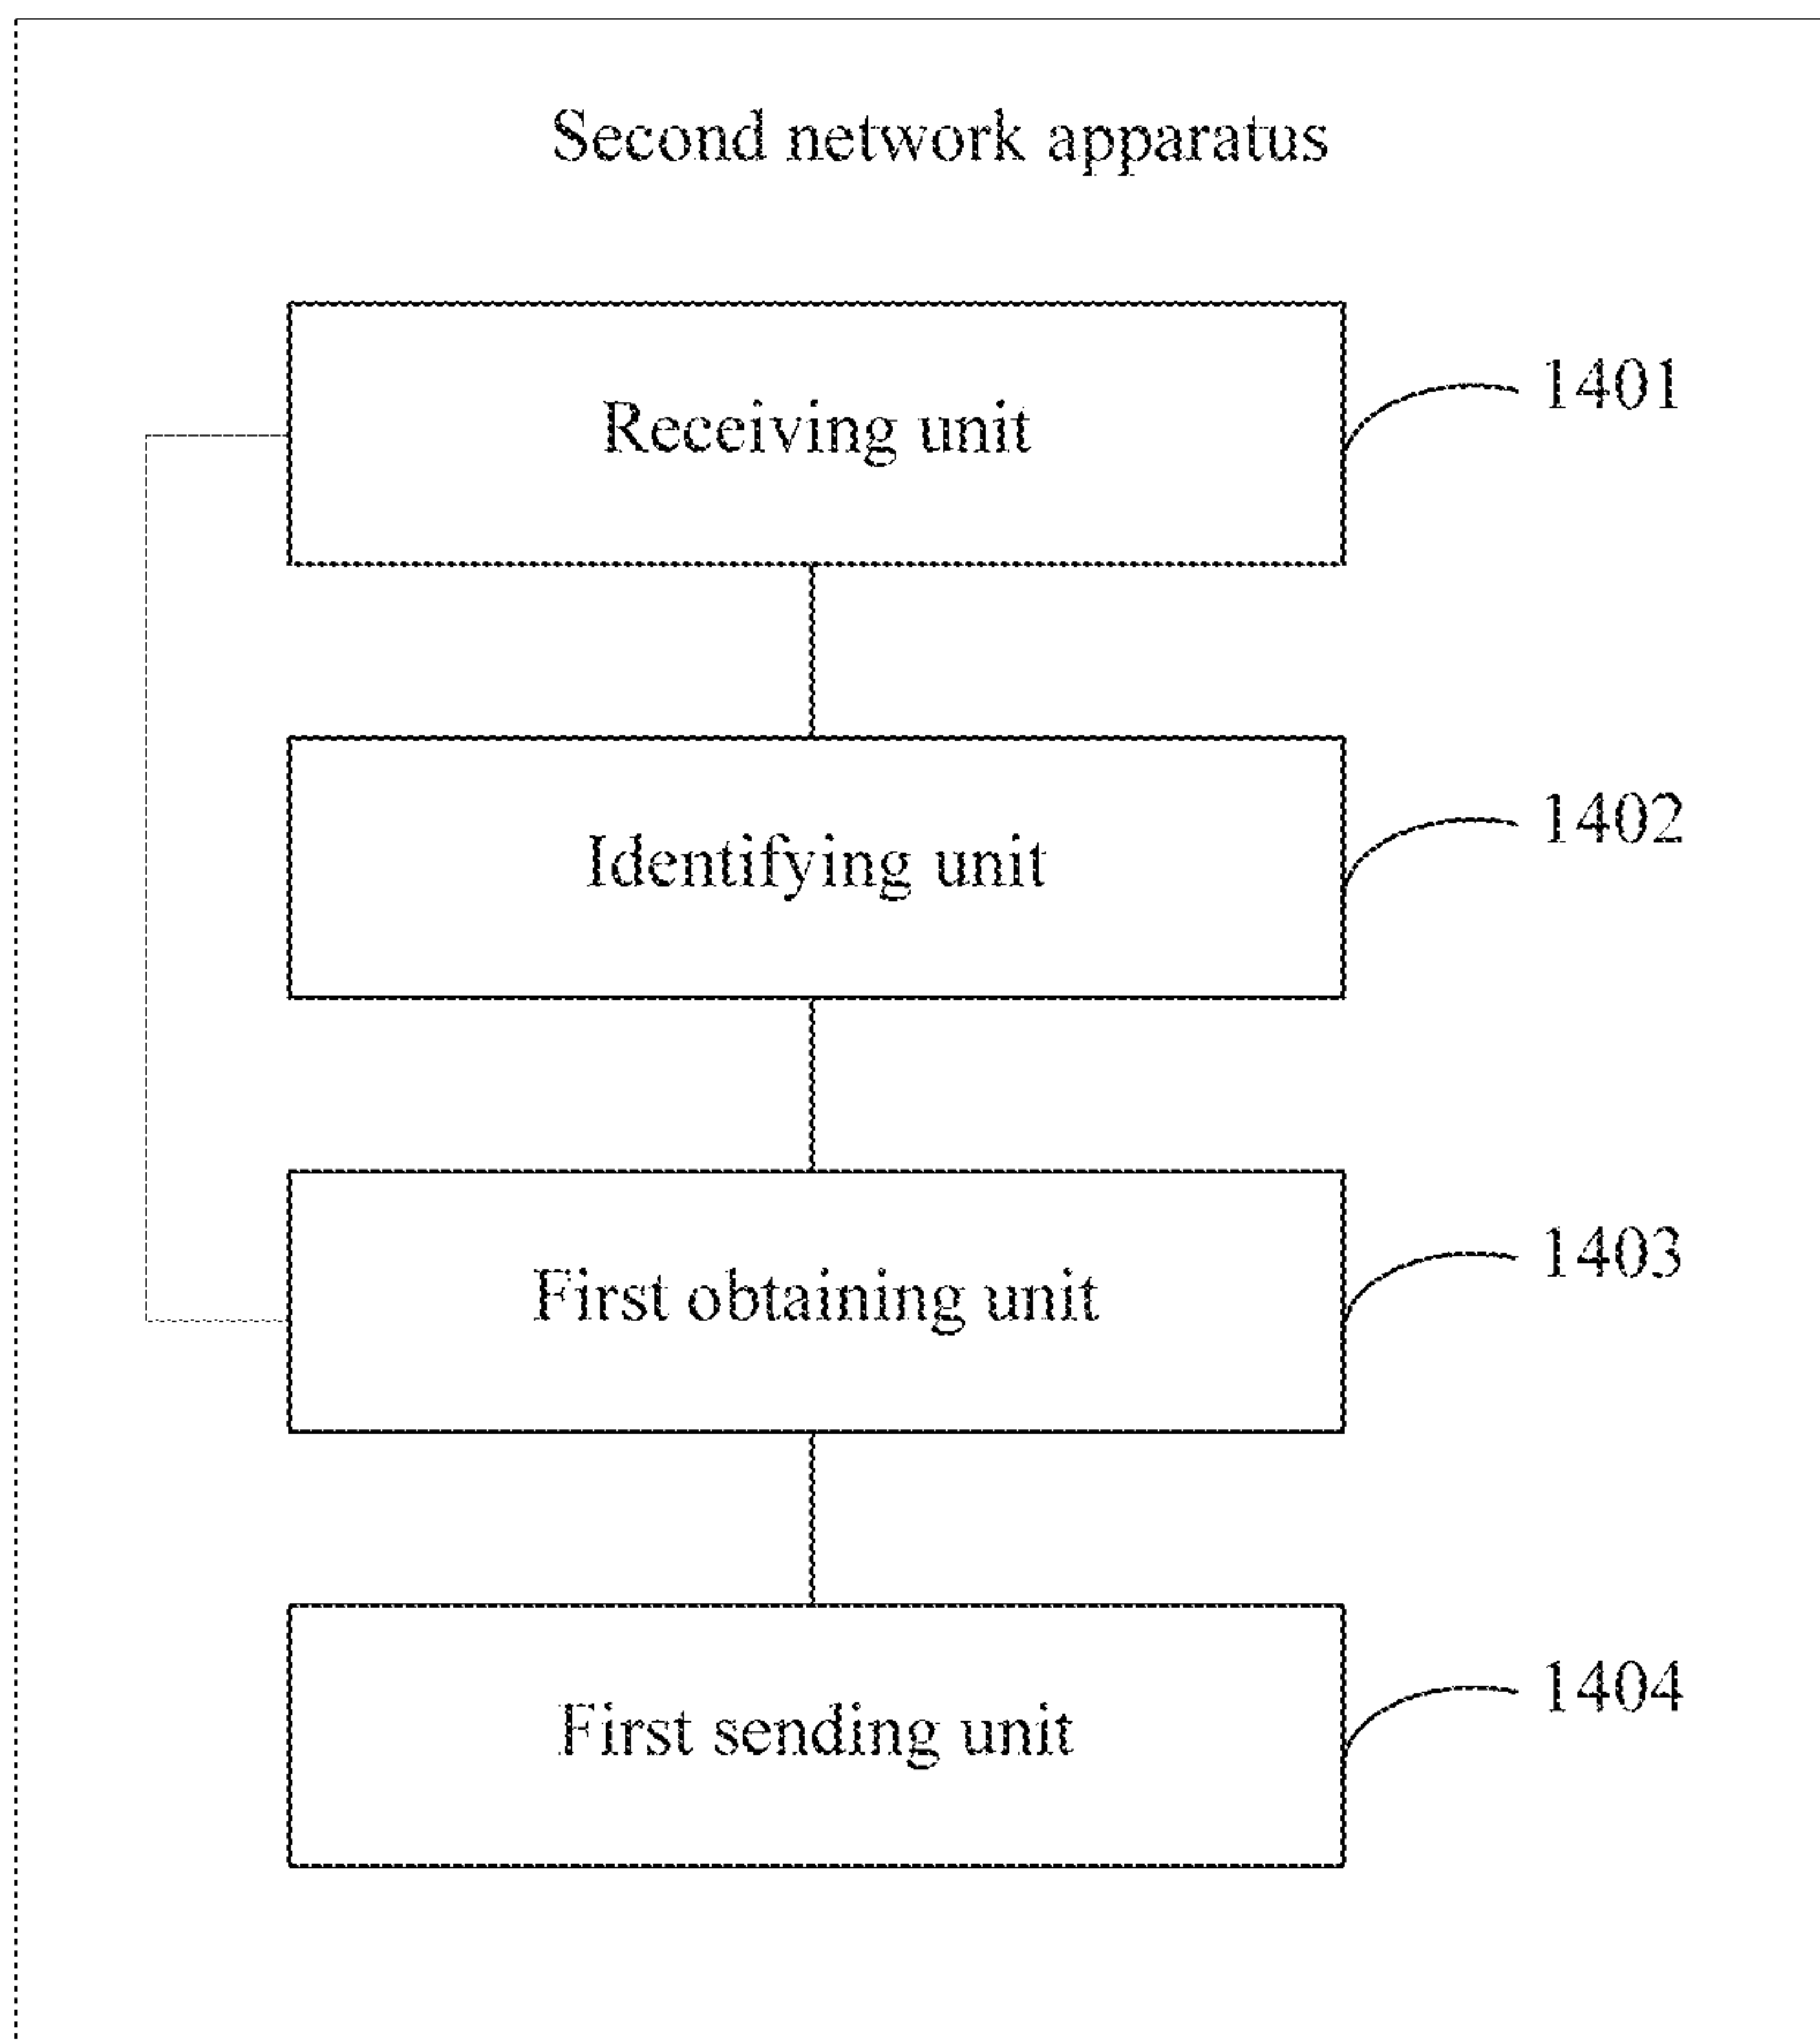 Second network apparatus
Receiving unit
1401
Identifying unit
1402
First obtaining unit
1403
First sending unit
1404